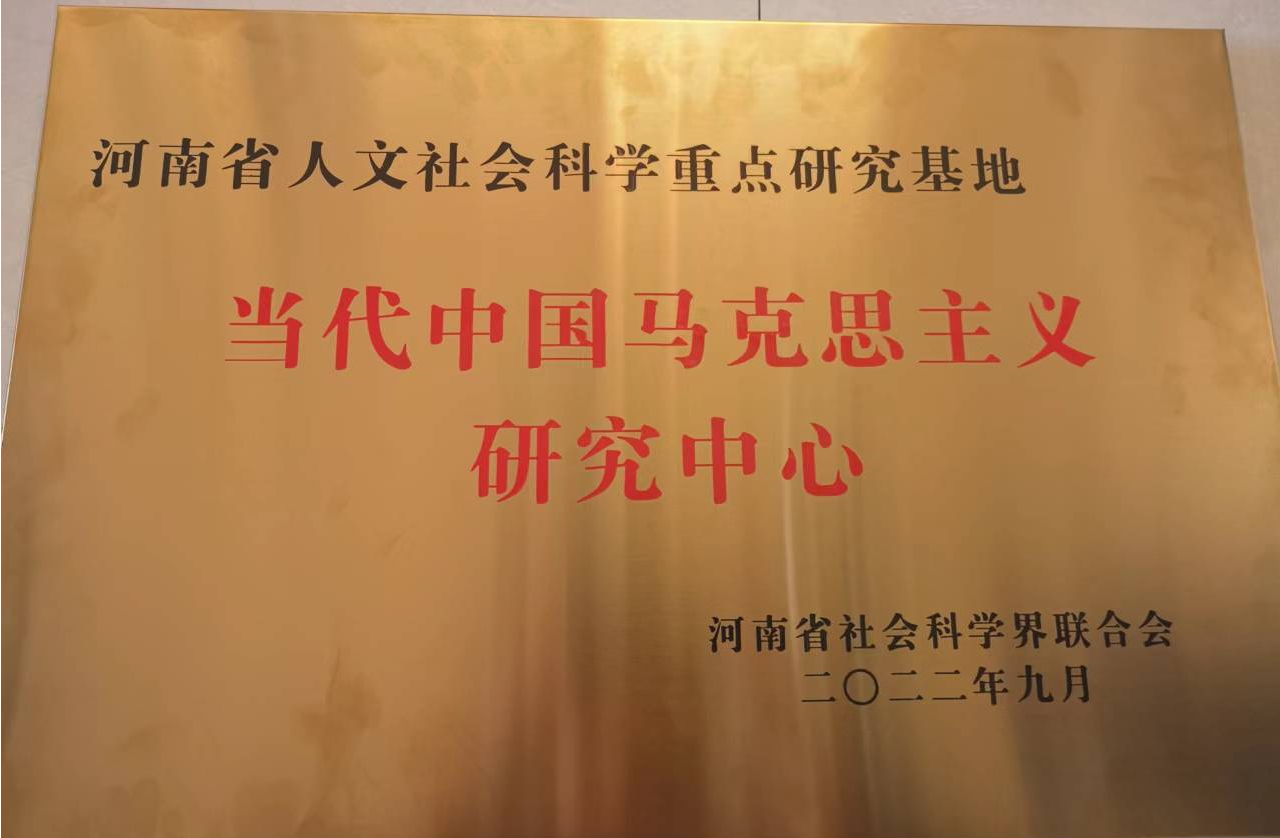 河南省人文社会科学重点研究基地
当代中国马克思主义
研究中心
河南省社会科学界联合会
二〇二二年九月